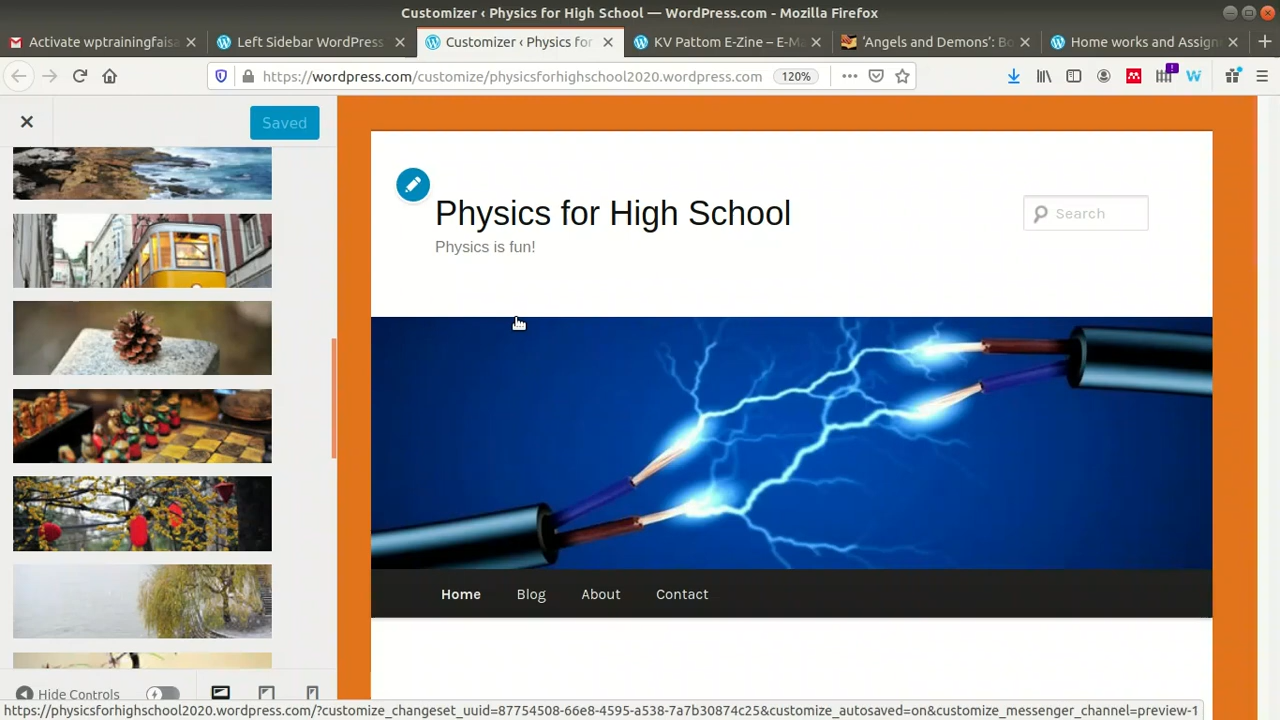 Customizer ‹ Physics for High School — WordPress.com - Mozilla Firefox
Activate wptrainingfaisa
Left Sidebar WordPress
Customizer ‹ Physics for
KV Pattom E-Zine – E-Ma
‘Angels and Demons’: Bo
Home works and Assignm
https://wordpress.com/customize/physicsforhighschool2020.wordpress.com
120%
Saved
Physics for High School
Physics is fun!
Search
Home
Blog
About
Contact
Hide Controls
https://physicsforhighschool2020.wordpress.com/?customize_changeset_uuid=87754508-66e8-4595-a538-7a7b30874c25&customize_autosaved=on&customize_messenger_channel=preview-1